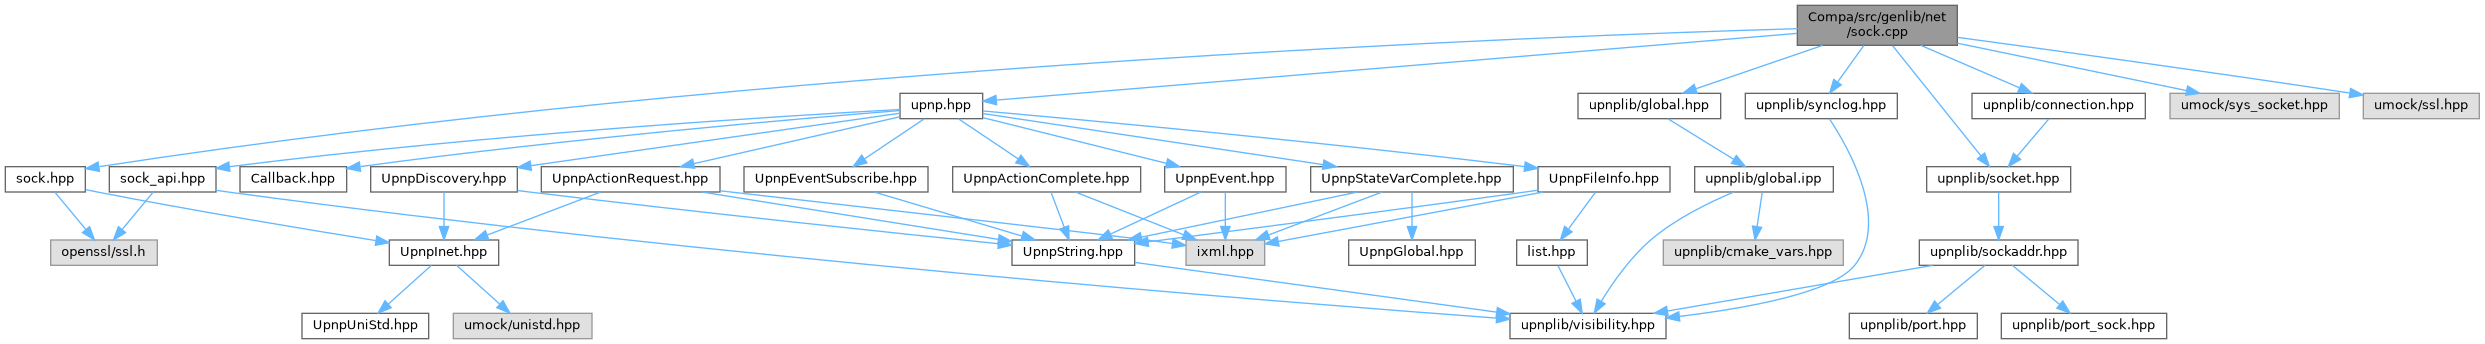 Compa/src/genlib/net
/sock.cpp
upnp.hpp
upnplib/global.hpp
upnplib/synclog.hpp
upnplib/connection.hpp
umock/sys_socket.hpp
umock/ssl.hpp
sock.hpp
sock_api.hpp
Callback.hpp
UpnpDiscovery.hpp
UpnpActionRequest.hpp
UpnpEventSubscribe.hpp
UpnpActionComplete.hpp
UpnpEvent.hpp
UpnpStateVarComplete.hpp
UpnpFileInfo.hpp
upnplib/global.ipp
upnplib/socket.hpp
openssl/ssl.h
UpnpInet.hpp
UpnpString.hpp
ixml.hpp
UpnpGlobal.hpp
list.hpp
upnplib/cmake_vars.hpp
upnplib/sockaddr.hpp
UpnpUniStd.hpp
umock/unistd.hpp
upnplib/visibility.hpp
upnplib/port.hpp
upnplib/port_sock.hpp